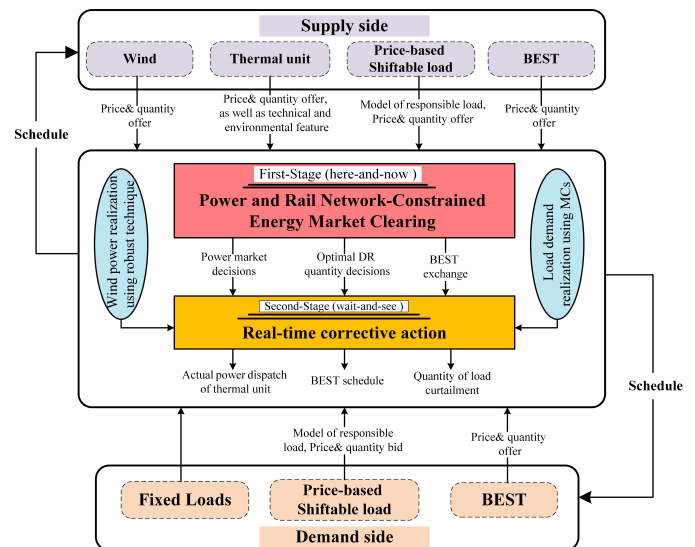 Supply side
Wind
Thermal unit
Price-based
Shiftable load
BEST
Price& quantity
offer
Price& quantity offer,
as well as technical and
environmental feature
Model of responsible load,
Price& quantity offer
Price& quantity
offer
Schedule
Wind power realization
using robust technique
First-Stage (here-and-now )
Power and Rail Network-Constrained
Energy Market Clearing
Load demand
realization using MCs
Power market
decisions
Optimal DR
quantity decisions
BEST
exchange
Second-Stage (wait-and-see )
Real-time corrective action
Actual power dispatch
of thermal unit
BEST schedule
Quantity of load
curtailment
Schedule
Model of responsible
load, Price& quantity bid
Price& quantity
offer
Fixed Loads
Price-based
Shiftable load
BEST
Demand side